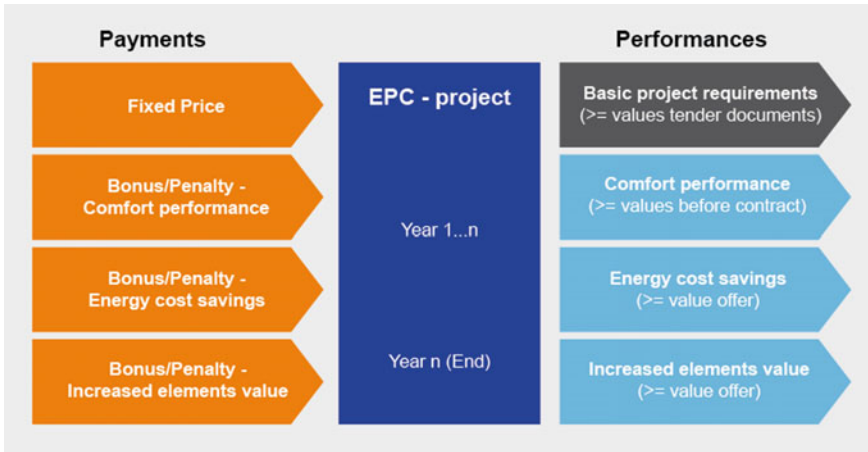 Payments
Performances
Fixed Price
EPC - project
Basic project requirements
(>= values tender documents)
Bonus/Penalty -
Comfort performance
Year 1...n
Comfort performance
(>= values before contract)
Bonus/Penalty -
Energy cost savings
Energy cost savings
(>= value offer)
Bonus/Penalty -
Increased elements value
Year n (End)
Increased elements value
(>= value offer)